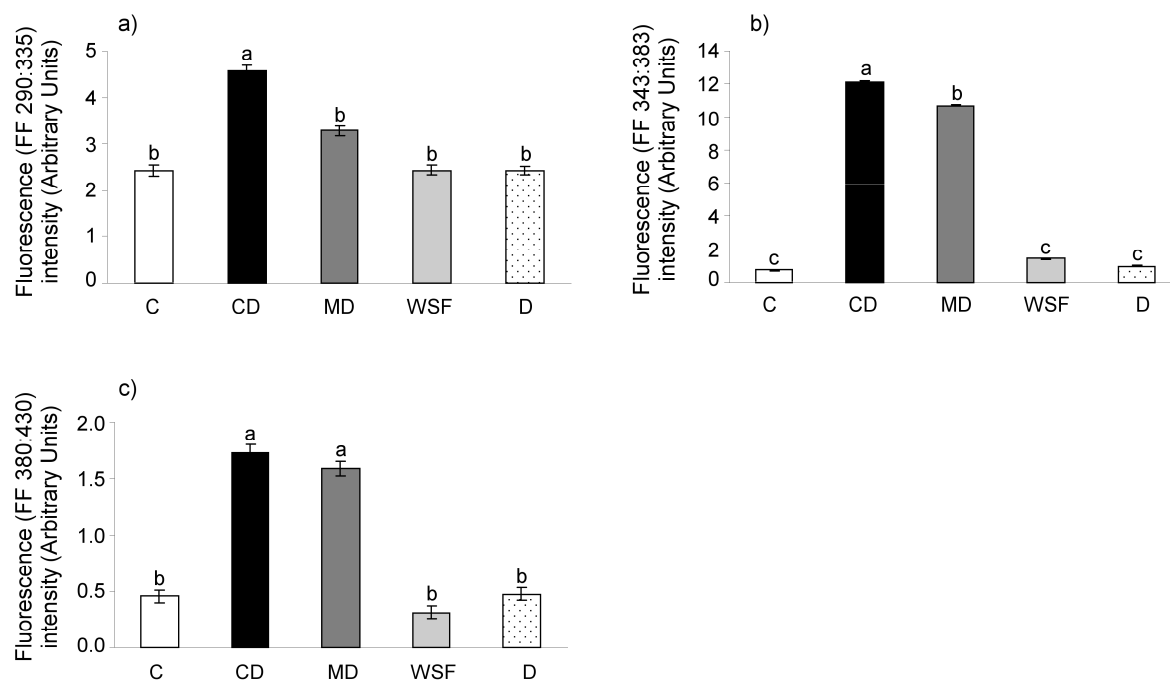 a)
Fluorescence (FF 290:335)
intensity (Arbitrary Units)
5
4
3
2
1
0
b
a
b
b
b
C CD MD WSF D
b)
Fluorescence (FF 343:383)
intensity (Arbitrary Units)
14
12
10
8
6
4
2
0
c
a
b
c
c
C CD MD WSF D
c)
Fluorescence (FF 380:430)
intensity (Arbitrary Units)
2.0
1.5
1.0
0.5
0.0
b
a
a
b
b
C CD MD WSF D